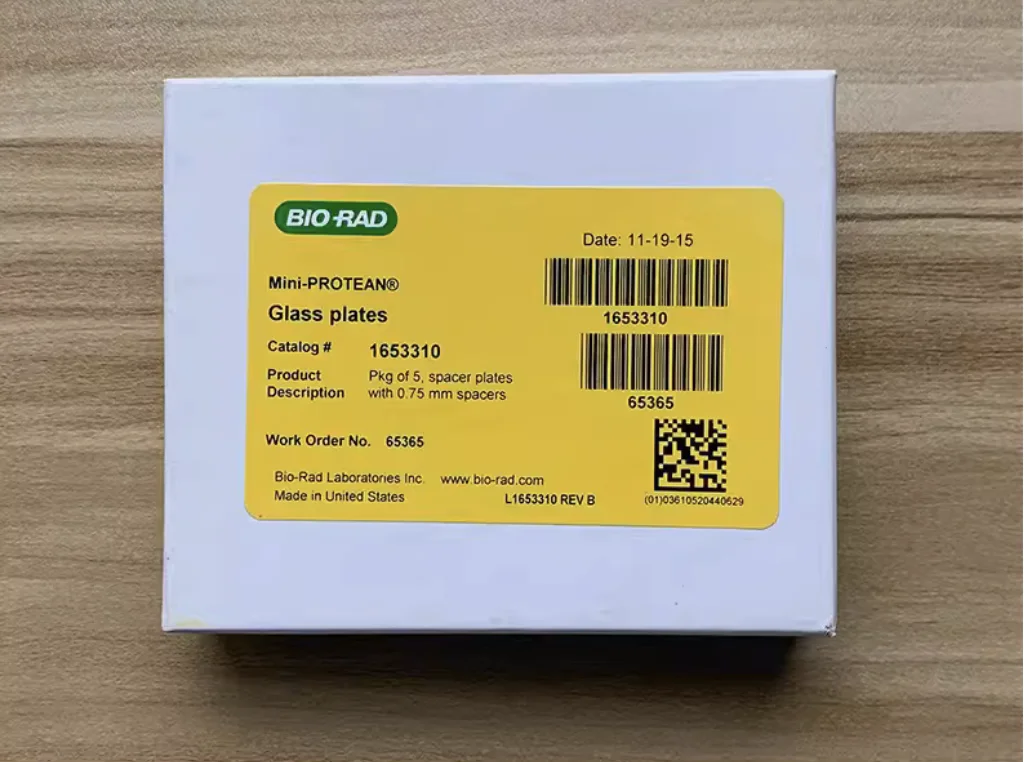 BIO-RAD
Date: 11-19-15
1653310
Mini-PROTEAN®
Glass plates
Catalog # 1653310
Product Description Pkg of 5, spacer plates
with 0.75 mm spacers
65365
Work Order No. 65365
Bio-Rad Laboratories Inc. www.bio-rad.com
Made in United States
L1653310 REV B
(01)03610520440629